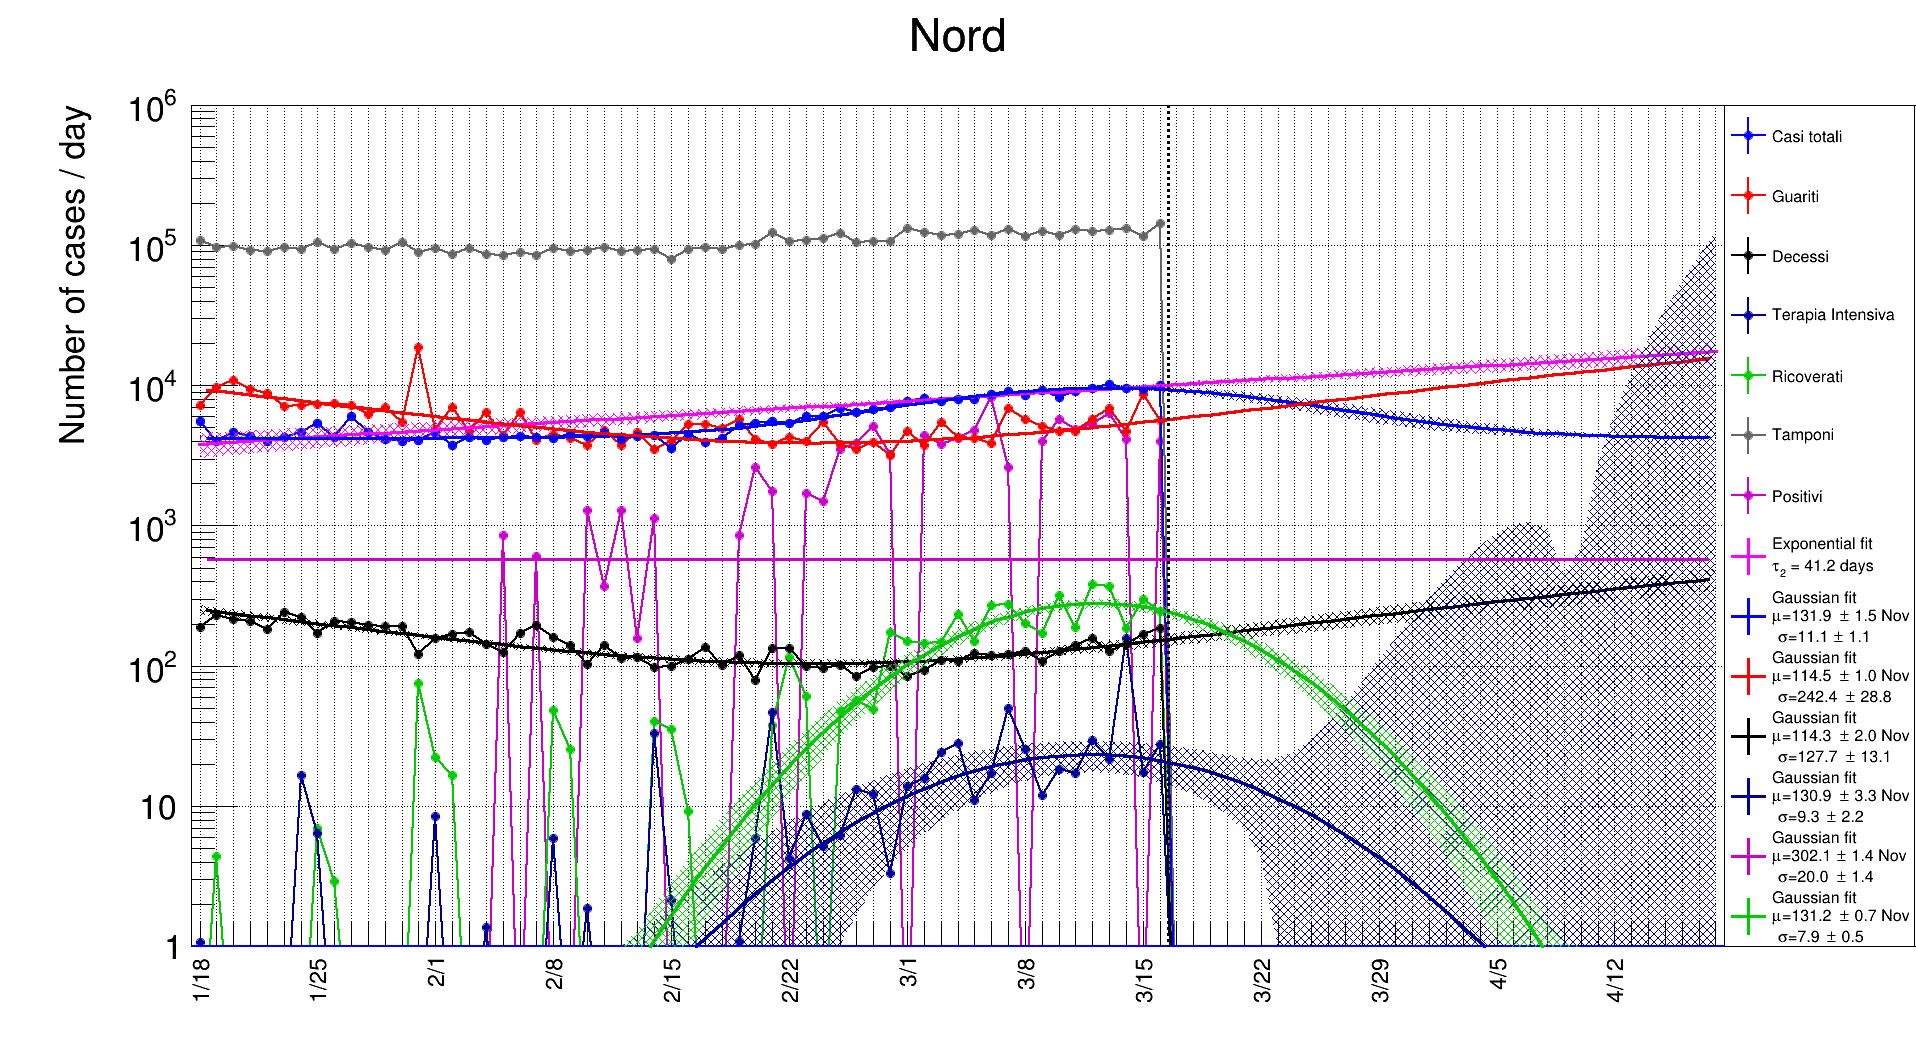 Nord
Number of cases / day
10^6
10^5
10^4
10^3
10^2
10
1
1/18
1/25
2/1
2/8
2/15
2/22
3/1
3/8
3/15
3/22
3/29
4/5
4/12
Casi totali
Guariti
Decessi
Terapia Intensiva
Ricoverati
Tamponi
Positivi
Exponential fit
τ_2 = 41.2 days
Gaussian fit
μ=131.9 ± 1.5 Nov
σ=11.1 ± 1.1
Gaussian fit
μ=114.5 ± 1.0 Nov
σ=242.4 ± 28.8
Gaussian fit
μ=114.3 ± 2.0 Nov
σ=127.7 ± 13.1
Gaussian fit
μ=130.9 ± 3.3 Nov
σ=9.3 ± 2.2
Gaussian fit
μ=302.1 ± 1.4 Nov
σ=20.0 ± 1.4
Gaussian fit
μ=131.2 ± 0.7 Nov
σ=7.9 ± 0.5